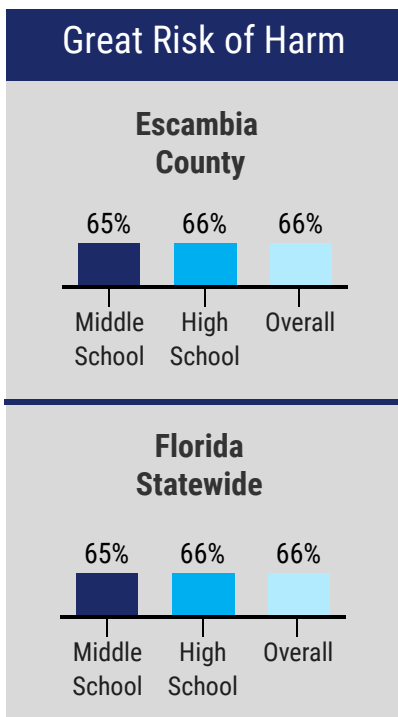 Great Risk of Harm
Escambia
County
65% 66% 66%
Middle High Overall
School School
Florida
Statewide
65% 66% 66%
Middle High Overall
School School